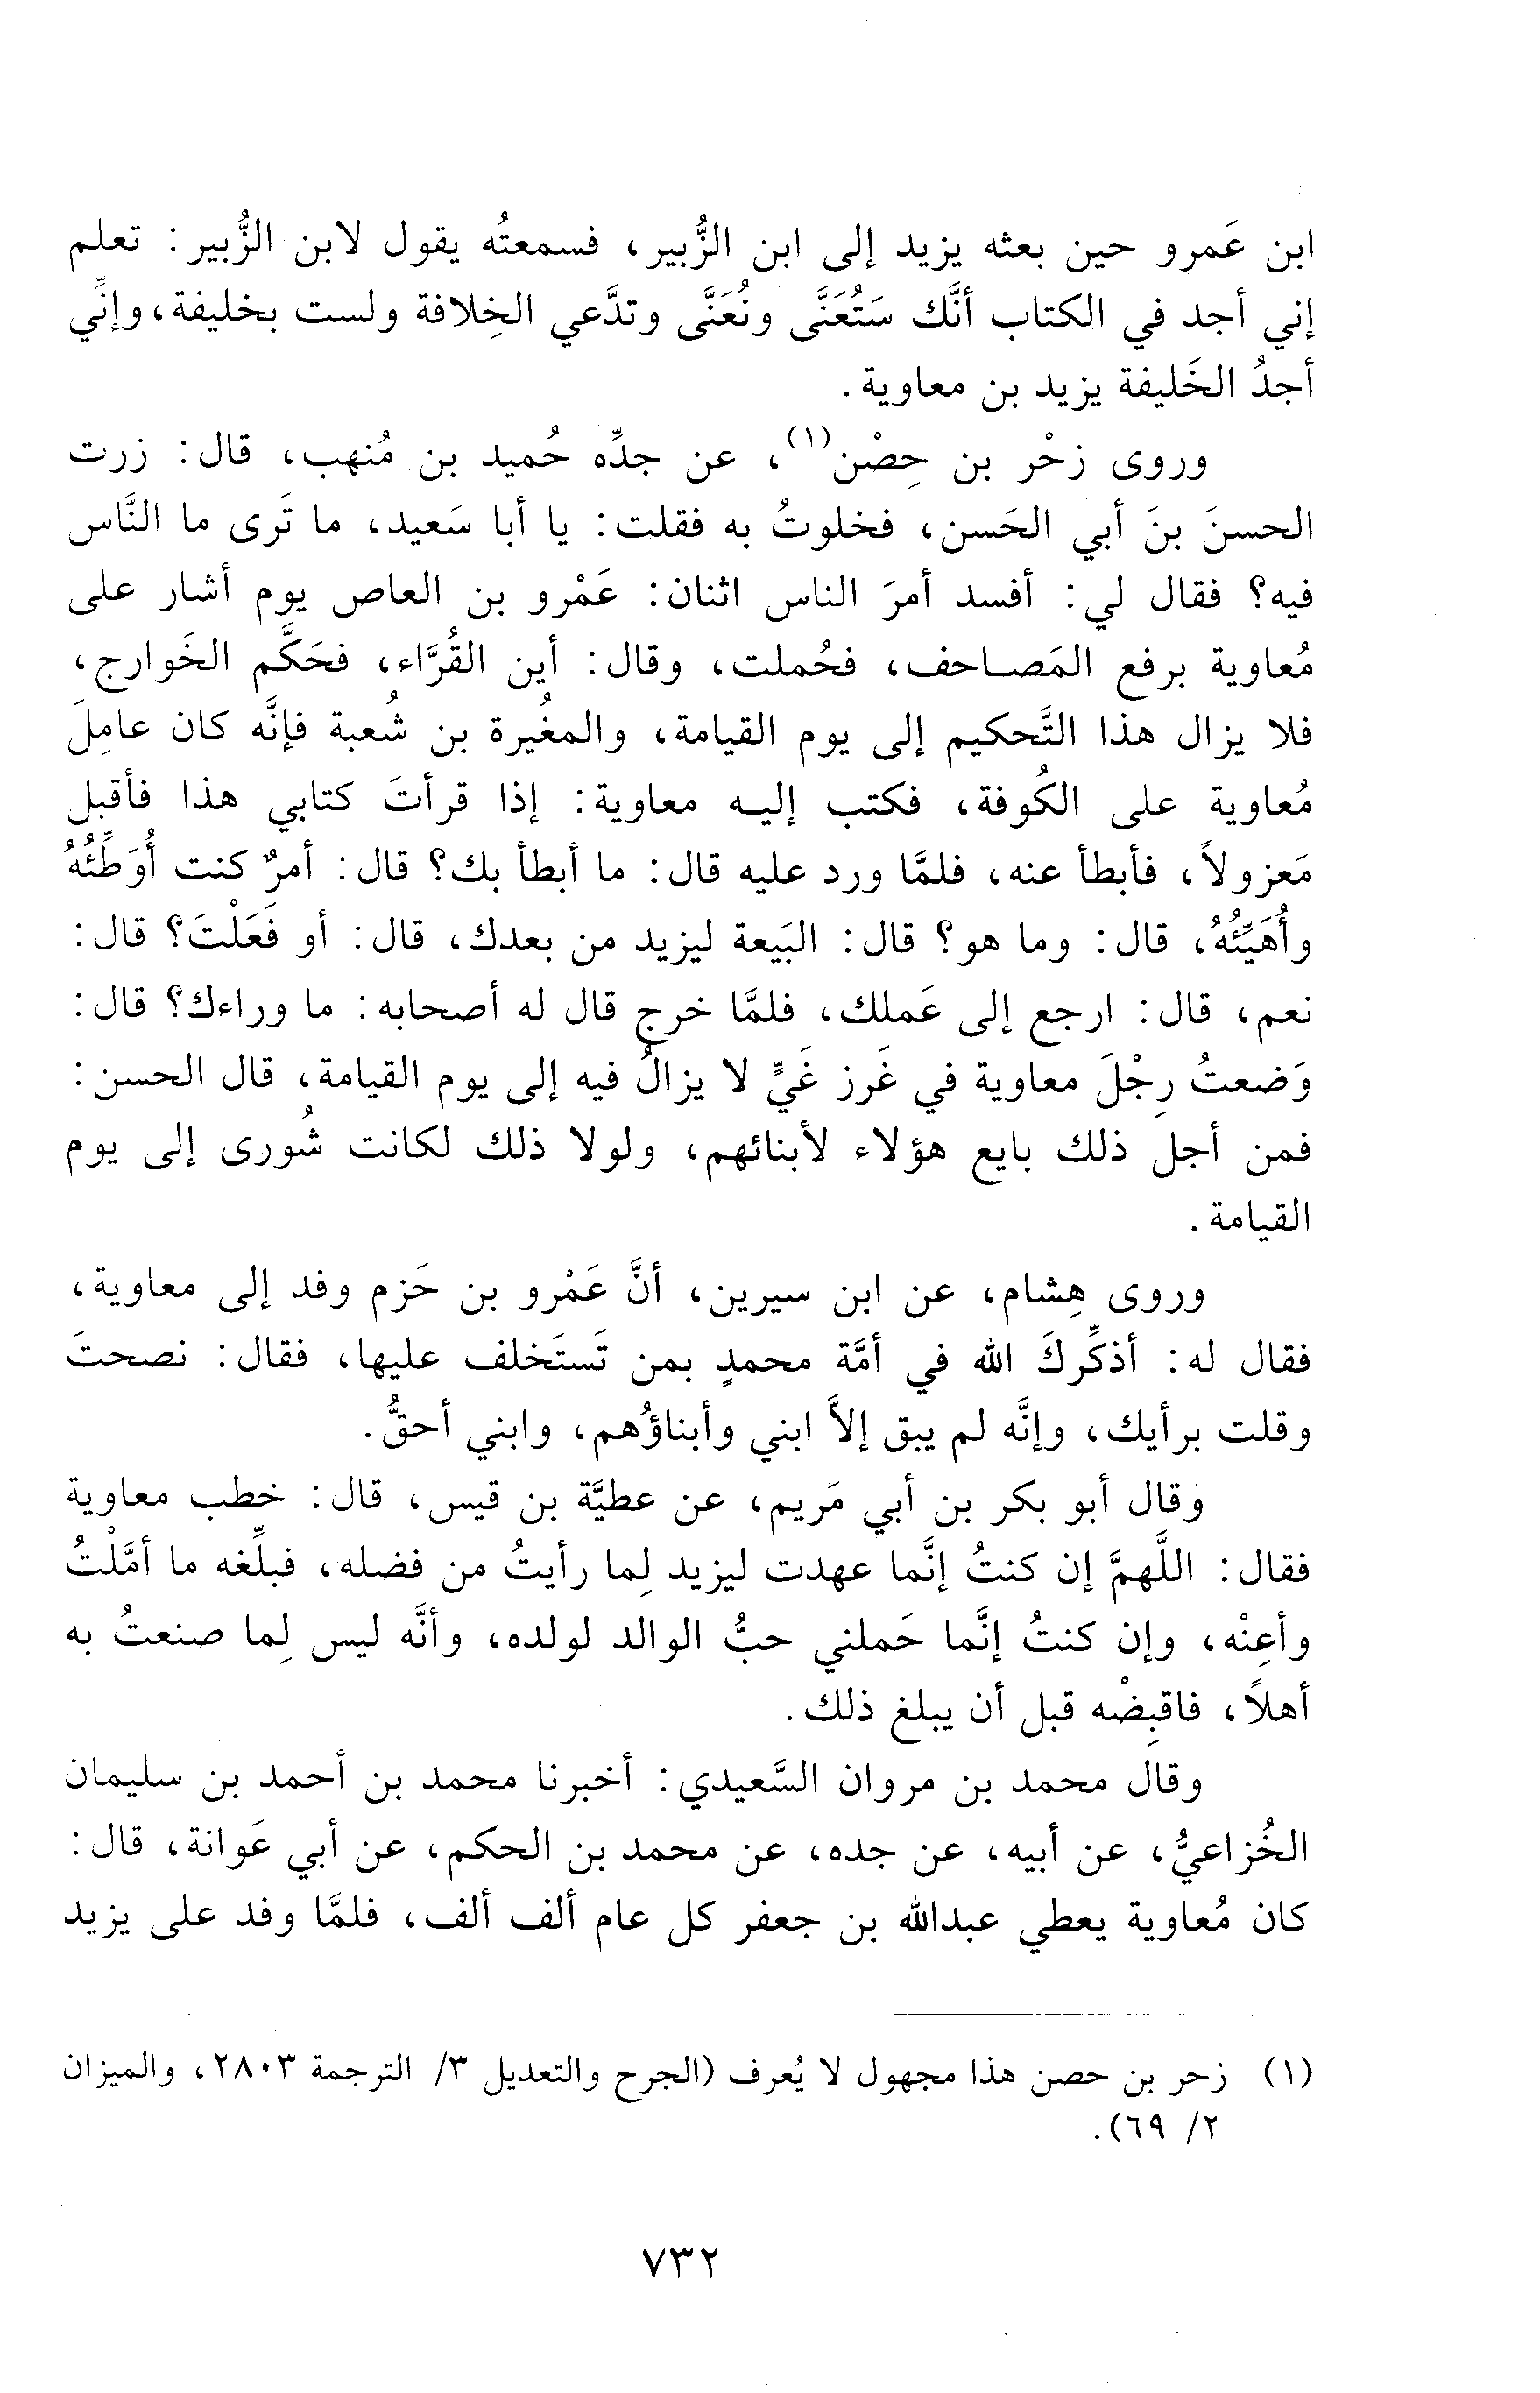 ابن عَمرو حين بعثه يزيد إلى ابن الزُّبير، فسمعتُه يقول لابن الزُّبير: تعلم
إني أجد في الكتاب أنَّك سَتُعَنَّى ونُعَنَّى وتدَّعي الخِلافة ولست بخليفة، وإنِّي
أجدُ الخَليفة يزيد بن معاوية.
وروى زحْر بن حِصْن(١)، عن جدِّه حُميد بن مُنهب، قال: زرت
الحسنَ بنَ أبي الحَسن، فخلوتُ به فقلت: يا أبا سَعيد، ما تَرى ما النَّاس
فيه؟ فقال لي: أفسد أمرَ الناس اثنان: عَمْرو بن العاص يوم أشار على
مُعاوية برفع المَصاحف، فحُملت، وقال: أين القُرَّاء، فحَكَّم الخَوارج،
فلا يزال هذا التَّحكيم إلى يوم القيامة، والمغُيرة بن شُعبة فإنَّه كان عامِلَ
مُعاوية على الكُوفة، فكتب إليه معاوية: إذا قرأتَ كتابي هذا فأقبل
مَعزولاً، فأبطأ عنه، فلمَّا ورد عليه قال: ما أبطأ بك؟ قال: أمرٌ كنت أُوَطِّئُهُ
وأُهَيِّئُهُ، قال: وما هو؟ قال: البَيعة ليزيد من بعدك، قال: أو فَعَلْتَ؟ قال:
نعم، قال: ارجع إلى عَملك، فلمَّا خرج قال له أصحابه: ما وراءك؟ قال:
وَضعتُ رِجْلَ معاوية في غَرز غَيٍّ لا يزالُ فيه إلى يوم القيامة، قال الحسن:
فمن أجل ذلك بايع هؤلاء لأبنائهم، ولولا ذلك لكانت شُورى إلى يوم
القيامة.
وروى هِشام، عن ابن سيرين، أنَّ عَمْرو بن حَزم وفد إلى معاوية،
فقال له: أذكِّركَ الله في أمَّة محمدٍ بمن تَستَخلف عليها، فقال: نصحتَ
وقلت برأيك، وإنَّه لم يبق إلاَّ ابني وأبناؤُهم، وابني أحقُّ.
وقال أبو بكر بن أبي مَريم، عن عطيَّة بن قيس، قال: خطب معاوية
فقال: اللَّهمَّ إن كنتُ إنَّما عهدت ليزيد لِما رأيتُ من فضله، فبلِّغه ما أمَّلْتُ
وأعِنْه، وإن كنتُ إنَّما حَملني حبُّ الوالد لولده، وأنَّه ليس لِما صنعتُ به
أهلاً، فاقبِضْه قبل أن يبلغ ذلك.
وقال محمد بن مروان السَّعيدي: أخبرنا محمد بن أحمد بن سليمان
الخُزاعيُّ، عن أبيه، عن جده، عن محمد بن الحكم، عن أبي عَوانة، قال:
كان مُعاوية يعطي عبدالله بن جعفر كل عام ألف ألف، فلمَّا وفد على يزيد
(١) زحر بن حصن هذا مجهول لا يُعرف (الجرح والتعديل ٣/ الترجمة ٢٨٠٣، والميزان
٢/ ٦٩).
٧٣٢